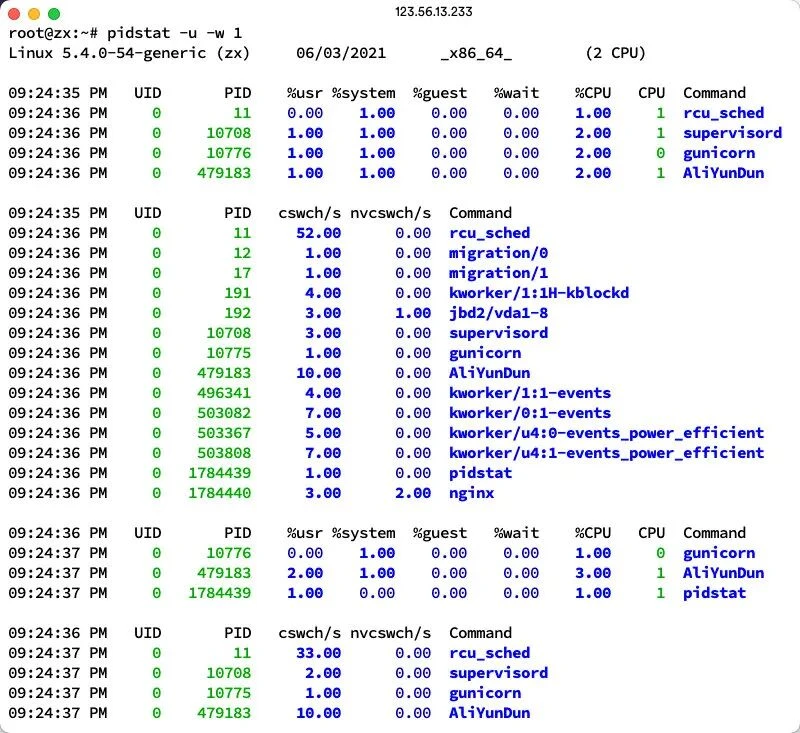 123.56.13.233
root@zx:~# pidstat -u -w 1
Linux 5.4.0-54-generic (zx) 06/03/2021 _x86_64_ (2 CPU)
09:24:35 PM UID PID %usr %system %guest %wait %CPU CPU Command
09:24:36 PM 0 11 0.00 1.00 0.00 0.00 1.00 1 rcu_sched
09:24:36 PM 0 10708 1.00 1.00 0.00 0.00 2.00 1 supervisord
09:24:36 PM 0 10776 1.00 1.00 0.00 0.00 2.00 0 gunicorn
09:24:36 PM 0 479183 1.00 1.00 0.00 0.00 2.00 1 AliYunDun
09:24:35 PM UID PID cswch/s nvcswch/s Command
09:24:36 PM 0 11 52.00 0.00 rcu_sched
09:24:36 PM 0 12 1.00 0.00 migration/0
09:24:36 PM 0 17 1.00 0.00 migration/1
09:24:36 PM 0 191 4.00 0.00 kworker/1:1H-kblockd
09:24:36 PM 0 192 3.00 1.00 jbd2/vda1-8
09:24:36 PM 0 10708 3.00 0.00 supervisord
09:24:36 PM 0 10775 1.00 0.00 gunicorn
09:24:36 PM 0 479183 10.00 0.00 AliYunDun
09:24:36 PM 0 496341 4.00 0.00 kworker/1:1-events
09:24:36 PM 0 503082 7.00 0.00 kworker/0:1-events
09:24:36 PM 0 503367 5.00 0.00 kworker/u4:0-events_power_efficient
09:24:36 PM 0 503808 7.00 0.00 kworker/u4:1-events_power_efficient
09:24:36 PM 0 1784439 1.00 0.00 pidstat
09:24:36 PM 0 1784440 3.00 2.00 nginx
09:24:36 PM UID PID %usr %system %guest %wait %CPU CPU Command
09:24:37 PM 0 10776 0.00 1.00 0.00 0.00 1.00 0 gunicorn
09:24:37 PM 0 479183 2.00 1.00 0.00 0.00 3.00 1 AliYunDun
09:24:37 PM 0 1784439 1.00 0.00 0.00 0.00 1.00 1 pidstat
09:24:36 PM UID PID cswch/s nvcswch/s Command
09:24:37 PM 0 11 33.00 0.00 rcu_sched
09:24:37 PM 0 10708 2.00 0.00 supervisord
09:24:37 PM 0 10775 1.00 0.00 gunicorn
09:24:37 PM 0 479183 10.00 0.00 AliYunDun